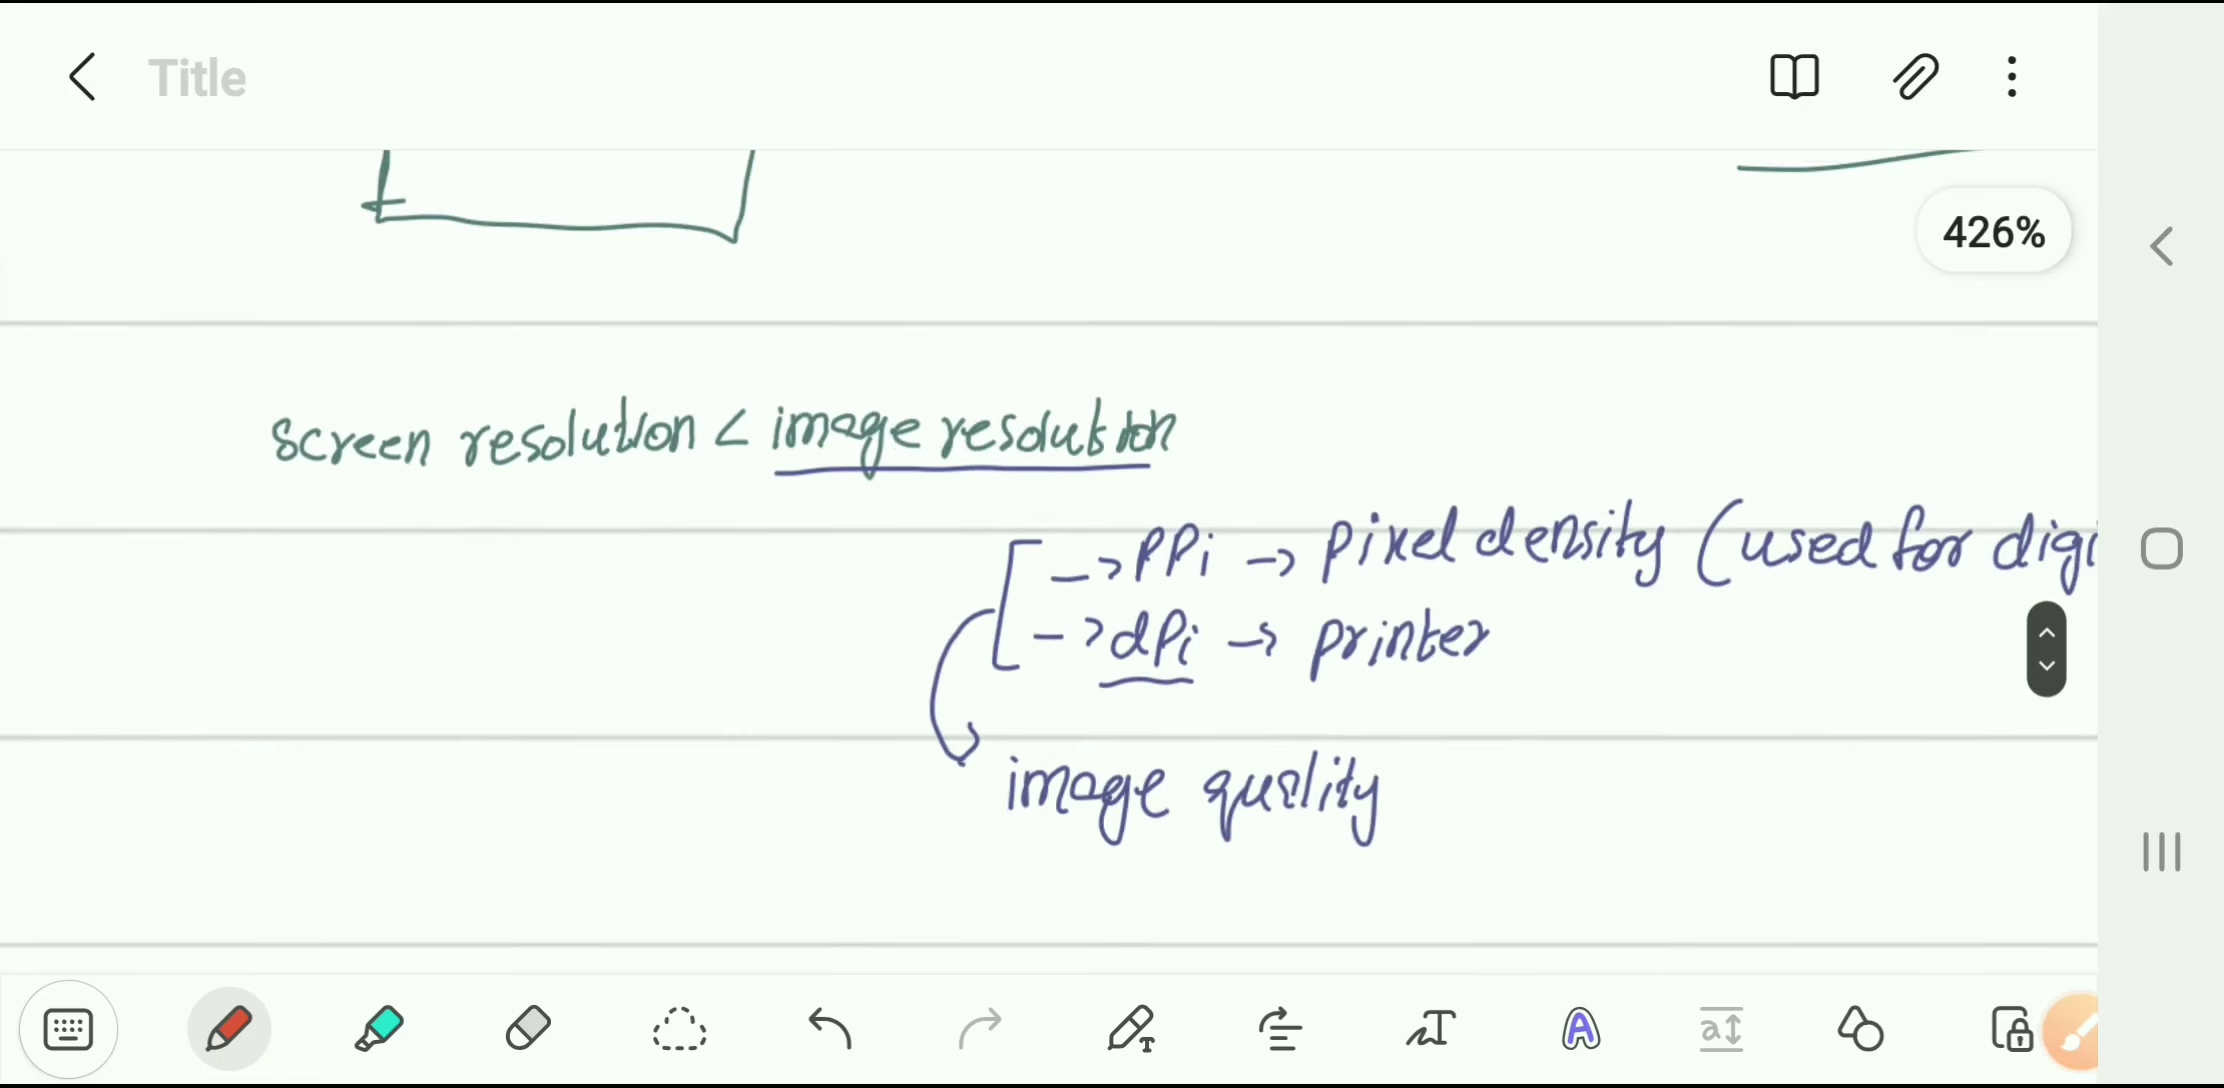 Title
426%
screen resolution < image resolution
→ PPi → Pixel density (used for digi
→ dPi → printer
image quality